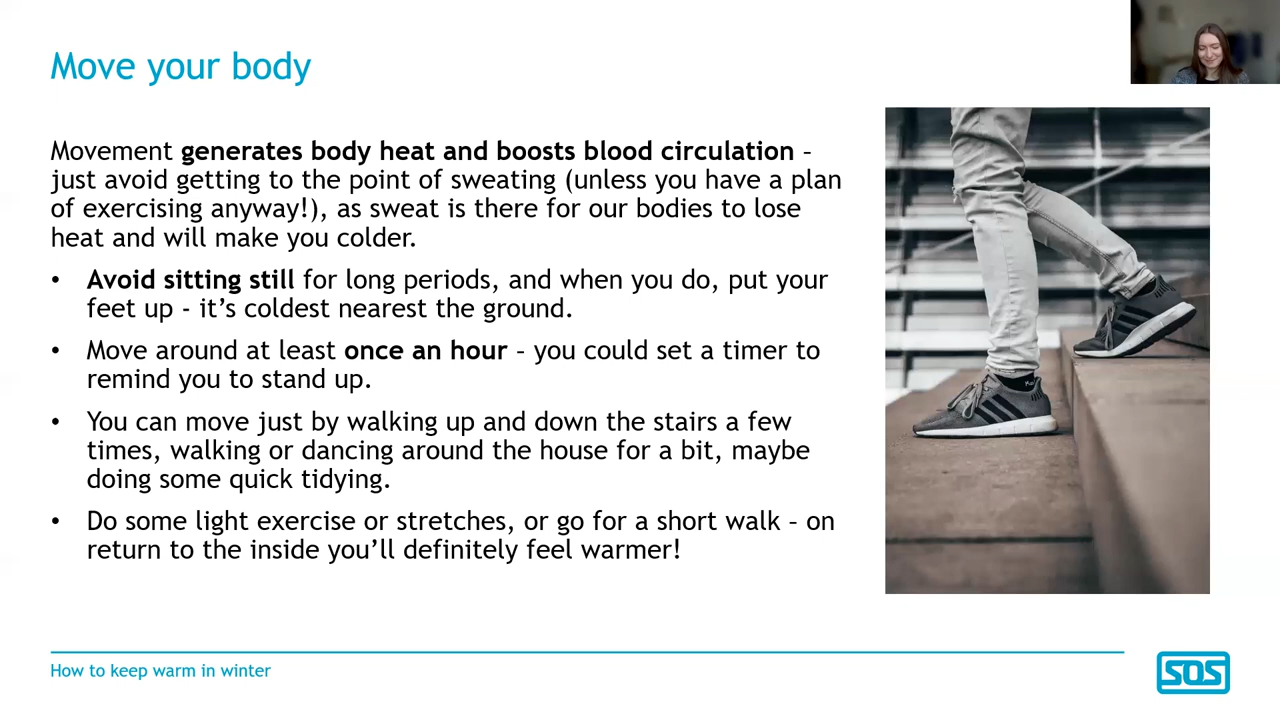 Move your body
Movement generates body heat and boosts blood circulation –
just avoid getting to the point of sweating (unless you have a plan
of exercising anyway!), as sweat is there for our bodies to lose
heat and will make you colder.
• Avoid sitting still for long periods, and when you do, put your
feet up - it’s coldest nearest the ground.
• Move around at least once an hour – you could set a timer to
remind you to stand up.
• You can move just by walking up and down the stairs a few
times, walking or dancing around the house for a bit, maybe
doing some quick tidying.
• Do some light exercise or stretches, or go for a short walk – on
return to the inside you’ll definitely feel warmer!
How to keep warm in winter
SOS